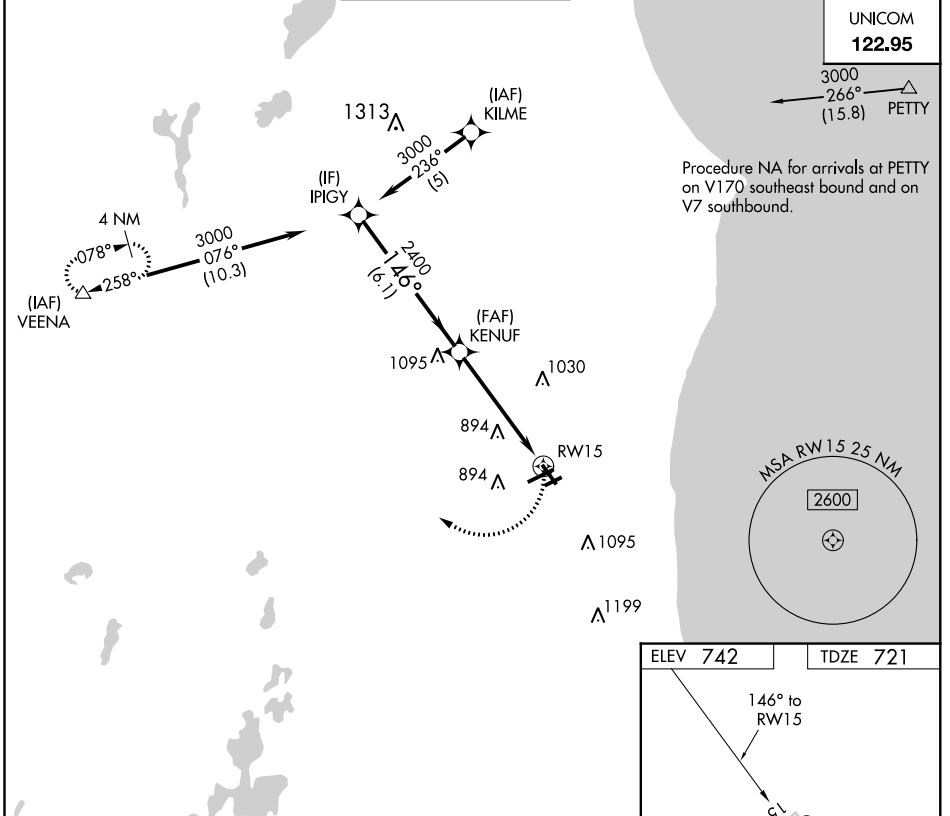 UNICOM
122.95
3000
266°
(15.8)
PETTY
Procedure NA for arrivals at PETTY
on V170 southeast bound and on
V7 southbound.
(IAF)
KILME
1313
3000
236°
(5)
(IF)
IPIGY
4 NM
078°
258°
3000
076°
(10.3)
(IAF)
VEENA
2400
146°
(6.1)
(FAF)
KENUF
1095
1030
894
RW15
894
MSA RW15 25 NM
2600
1095
1199
ELEV 742
TDZE 721
146° to
RW15
15